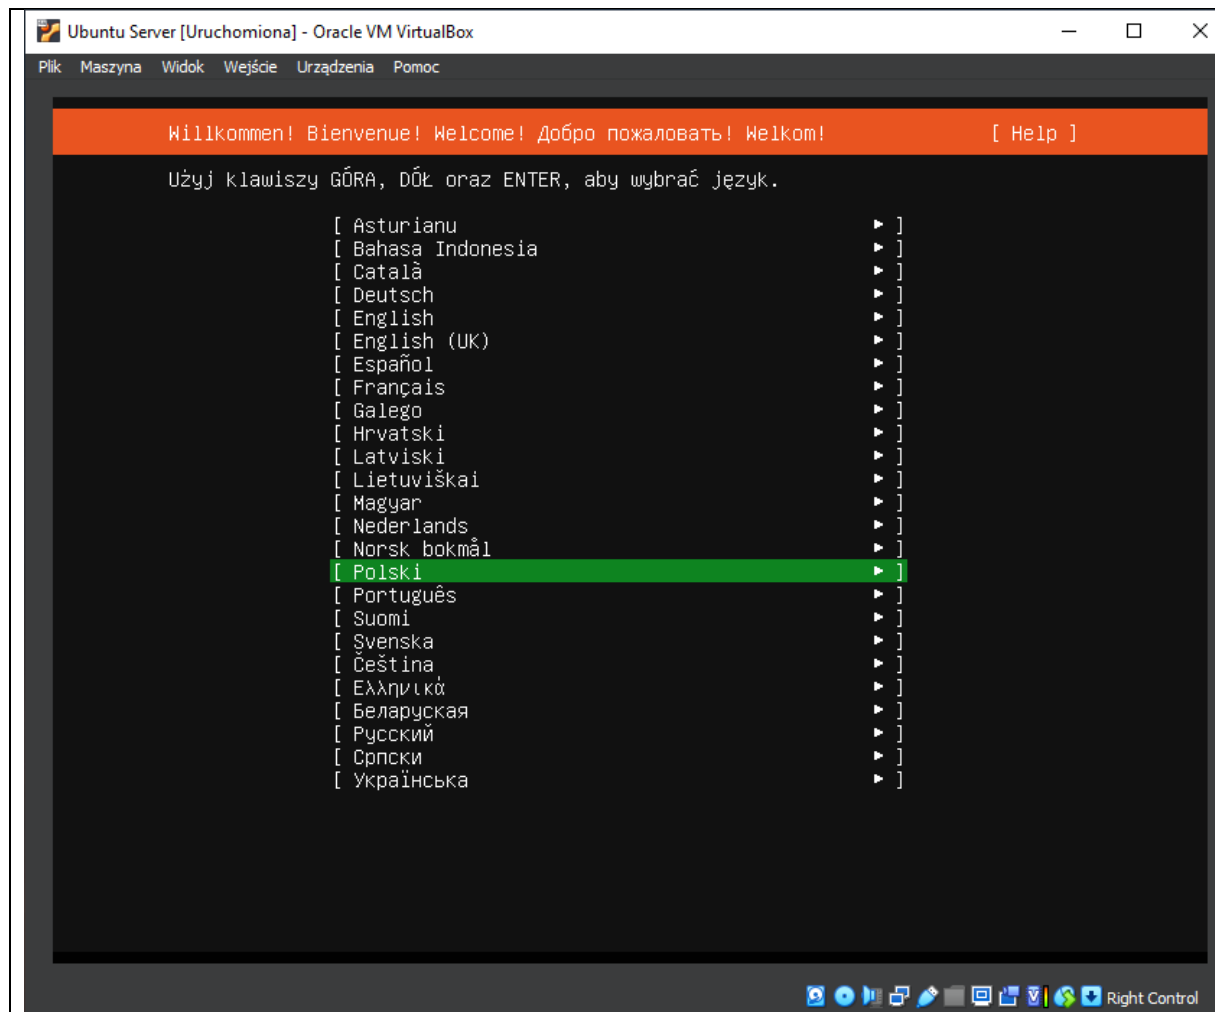 Ubuntu Server [Uruchomiona] - Oracle VM VirtualBox
Plik Maszyna Widok Wejście Urządzenia Pomoc
Willkommen! Bienvenue! Welcome! Добро пожаловать! Welkom! [ Help ]
Użyj klawiszy GÓRA, DÓŁ oraz ENTER, aby wybrać język.
[ Asturianu ▸ ]
[ Bahasa Indonesia ▸ ]
[ Català ▸ ]
[ Deutsch ▸ ]
[ English ▸ ]
[ English (UK) ▸ ]
[ Español ▸ ]
[ Français ▸ ]
[ Galego ▸ ]
[ Hrvatski ▸ ]
[ Latviski ▸ ]
[ Lietuviškai ▸ ]
[ Magyar ▸ ]
[ Nederlands ▸ ]
[ Norsk bokmål ▸ ]
[ Polski ▸ ]
[ Português ▸ ]
[ Suomi ▸ ]
[ Svenska ▸ ]
[ Čeština ▸ ]
[ Ελληνικά ▸ ]
[ Беларуская ▸ ]
[ Русский ▸ ]
[ Српски ▸ ]
[ Українська ▸ ]
Right Control